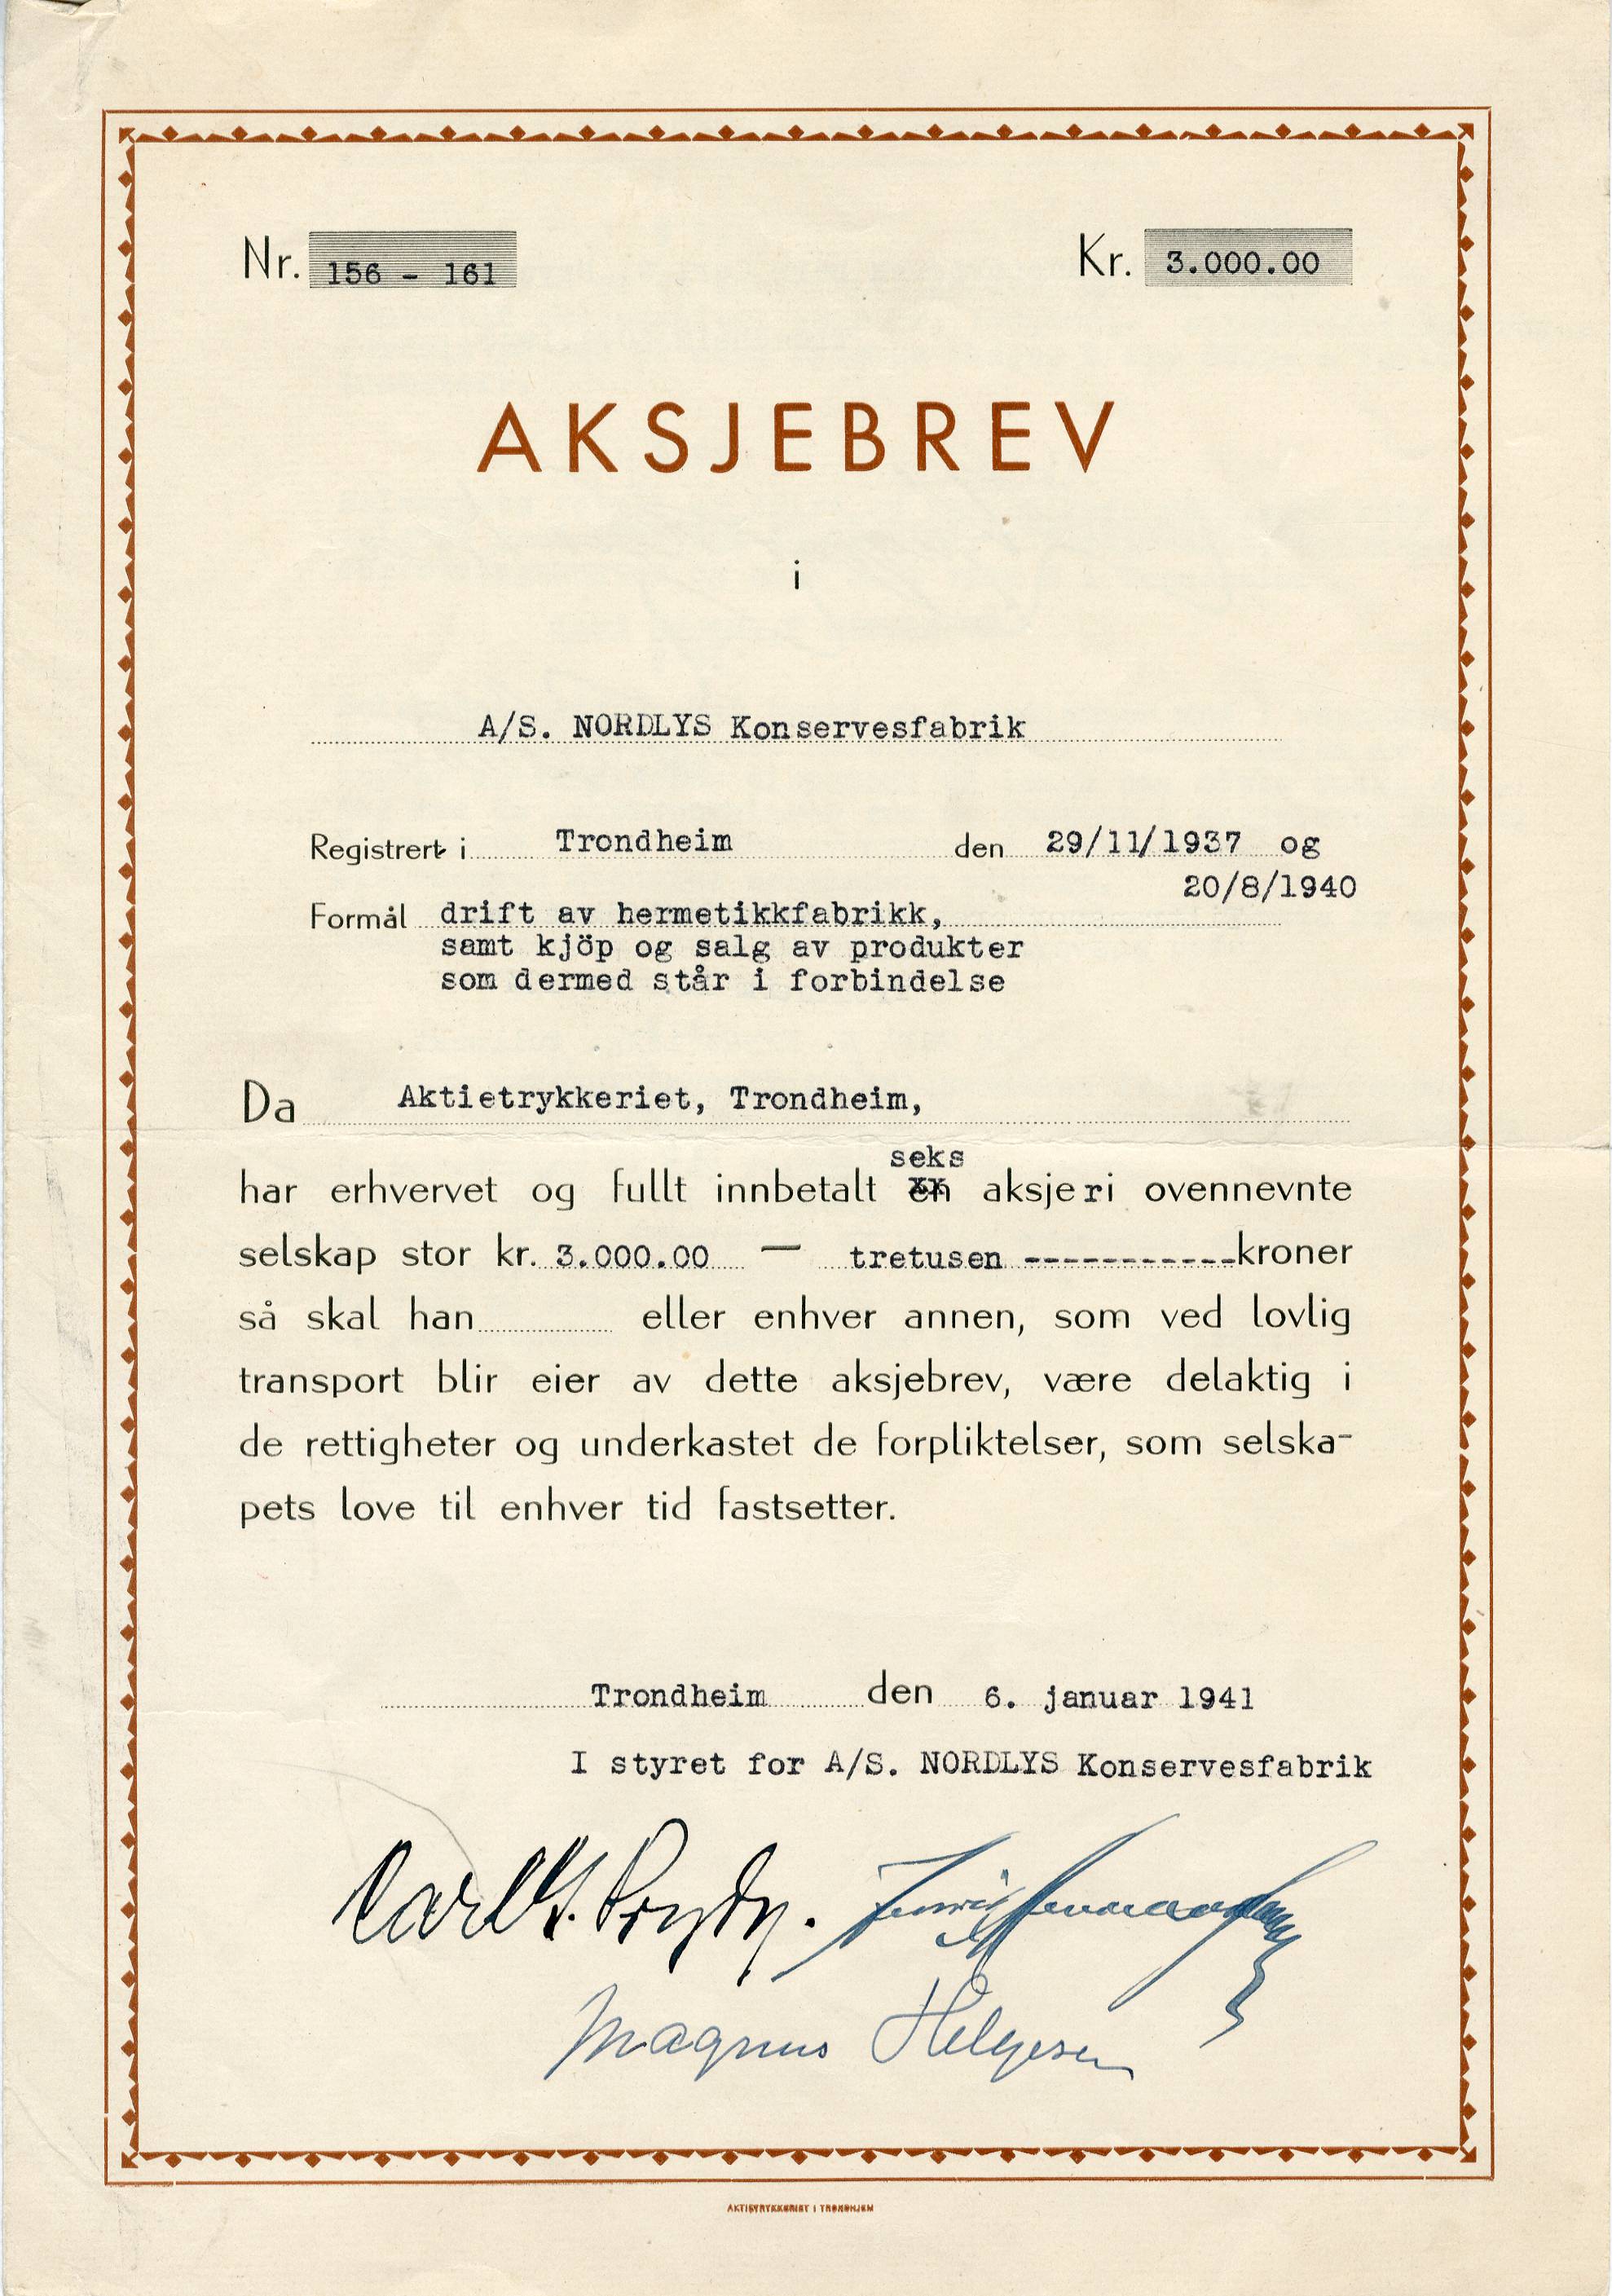 Nr. 156 - 161
Kr. 3.000.00
AKSJEBREV
i
A/S. NORDLYS Konservesfabrik
Registrert i Trondheim den 29/11/1937 og
20/8/1940
Formål drift av hermetikkfabrikk,
samt kjöp og salg av produkter
som dermed står i forbindelse
Da Aktietrykkeriet, Trondheim,
seks
har erhvervet og fullt innbetalt en aksjer i ovennevnte
selskap stor kr. 3.000.00 — tretusen -----------kroner
så skal han eller enhver annen, som ved lovlig
transport blir eier av dette aksjebrev, være delaktig i
de rettigheter og underkastet de forpliktelser, som selska-
pets love til enhver tid fastsetter.
Trondheim den 6. januar 1941
I styret for A/S. NORDLYS Konservesfabrik
Carl
Magnus Helgesen
AKTIETRYKKERIET I TRONDHJEM